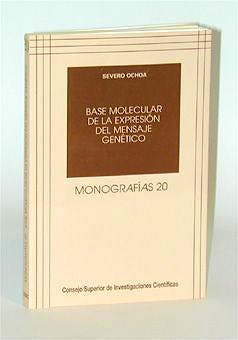 SEVERO OCHOA
BASE MOLECULAR
DE LA EXPRESIÓN
DEL MENSAJE
GENÉTICO
MONOGRAFÍAS 20
Consejo Superior de Investigaciones Científicas